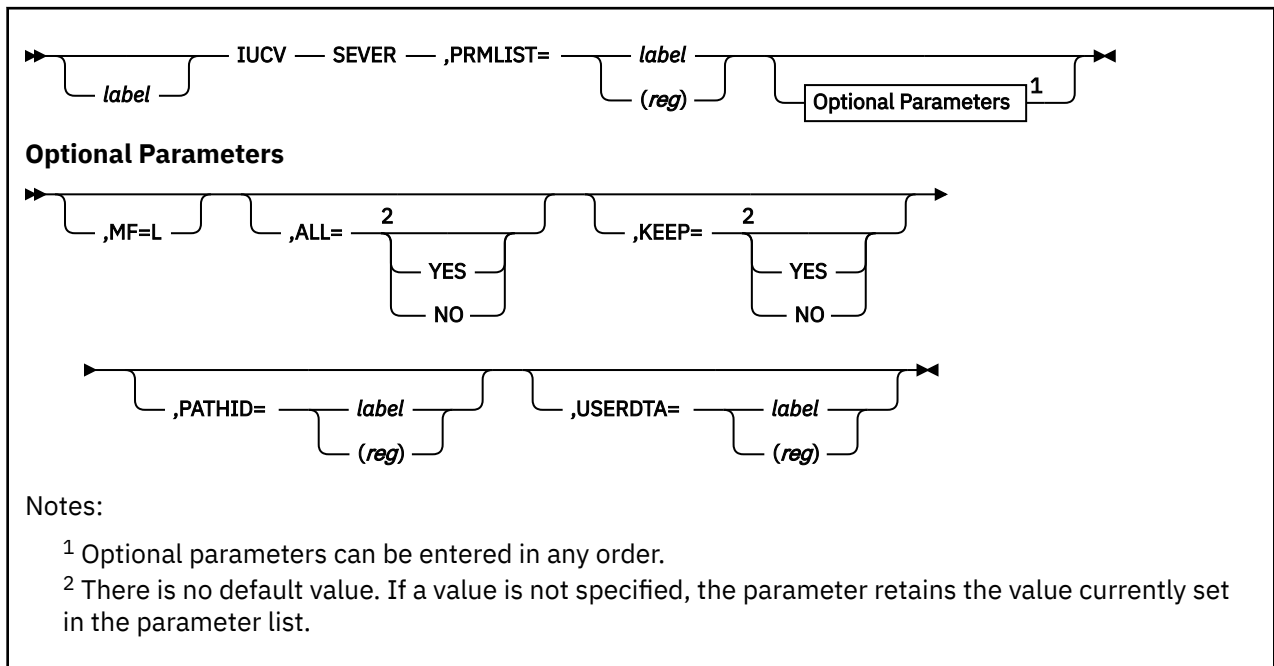 label IUCV SEVER ,PRMLIST= label
(reg)
Optional Parameters 1
Optional Parameters
,MF=L ,ALL= 2 YES
NO
,KEEP= 2 YES
NO
,PATHID= label
(reg)
,USERDTA= label
(reg)
Notes:
1 Optional parameters can be entered in any order.
2 There is no default value. If a value is not specified, the parameter retains the value currently set
in the parameter list.